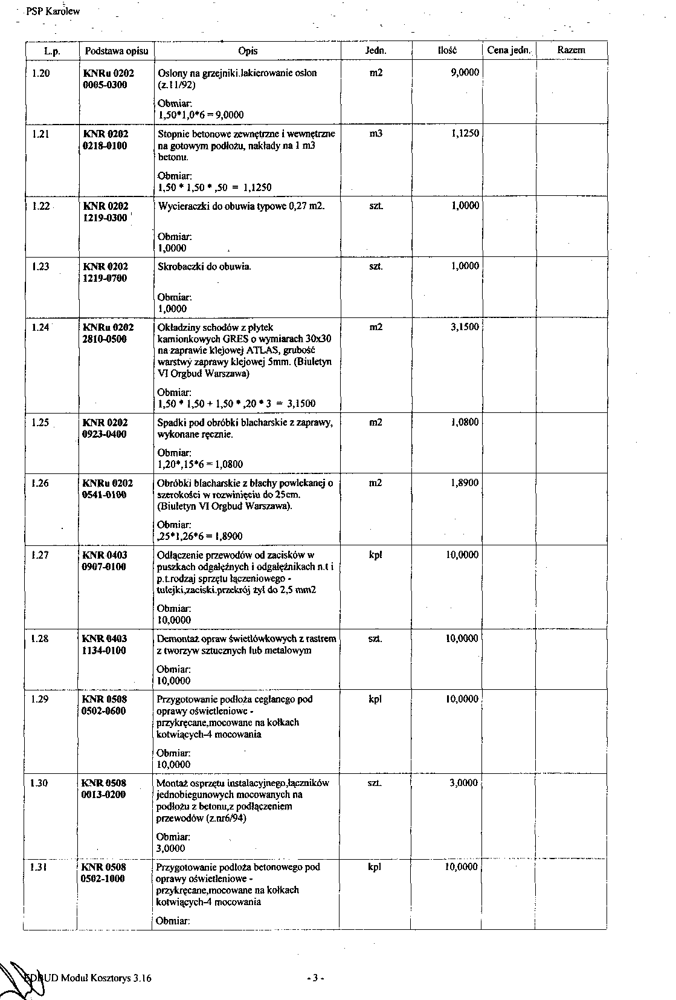 PSP Karolew
L.p. Podstawa opisu Opis Jedn. Ilość Cena jedn. Razem
1.20 KNRu 0202 Osłony na grzejniki.lakierowanie osłon m2 9,0000
0005-0300 (z.11/92)
Obmiar:
1,50*1,0*6 = 9,0000
1.21 KNR 0202 Stopnie betonowe zewnętrzne i wewnętrzne m3 1,1250
0218-0100 na gotowym podłożu, nakłady na 1 m3
betonu.
Obmiar:
1,50 * 1,50 * ,50 = 1,1250
1.22 KNR 0202 Wycieraczki do obuwia typowe 0,27 m2. szt. 1,0000
1219-0300
Obmiar:
1,0000
1.23 KNR 0202 Skrobaczki do obuwia. szt. 1,0000
1219-0700
Obmiar:
1,0000
1.24 KNRu 0202 Okładziny schodów z płytek m2 3,1500
2810-0500 kamionkowych GRES o wymiarach 30x30
na zaprawie klejowej ATLAS, grubość
warstwy zaprawy klejowej 5mm. (Biuletyn
VI Orgbud Warszawa)
Obmiar:
1,50 * 1,50 + 1,50 * ,20 * 3 = 3,1500
1.25 KNR 0202 Spadki pod obróbki blacharskie z zaprawy, m2 1,0800
0923-0400 wykonane ręcznie.
Obmiar:
1,20*,15*6 = 1,0800
1.26 KNRu 0202 Obróbki blacharskie z blachy powlekanej o m2 1,8900
0541-0100 szerokości w rozwinięciu do 25cm.
(Biuletyn VI Orgbud Warszawa).
Obmiar:
,25*1,26*6 = 1,8900
1.27 KNR 0403 Odłączenie przewodów od zacisków w kpl 10,0000
0907-0100 puszkach odgałęźnych i odgałęźnikach n.t i
p.t.rodzaj sprzętu łączeniowego -
tulejki,zaciski.przekrój żył do 2,5 mm2
Obmiar:
10,0000
1.28 KNR 0403 Demontaż opraw świetlówkowych z rastrem szt. 10,0000
1134-0100 z tworzyw sztucznych lub metalowym
Obmiar:
10,0000
1.29 KNR 0508 Przygotowanie podłoża ceglanego pod kpl 10,0000
0502-0600 oprawy oświetleniowe -
przykręcane,mocowane na kołkach
kotwiących-4 mocowania
Obmiar:
10,0000
1.30 KNR 0508 Montaż osprzętu instalacyjnego,łączników szt. 3,0000
0013-0200 jednobiegunowych mocowanych na
podłożu z betonu,z podłączeniem
przewodów (z.nr6/94)
Obmiar:
3,0000
1.31 KNR 0508 Przygotowanie podłoża betonowego pod kpl 10,0000
0502-1000 oprawy oświetleniowe -
przykręcane,mocowane na kołkach
kotwiących-4 mocowania
Obmiar:
EDBUD Moduł Kosztorys 3.16 - 3 -